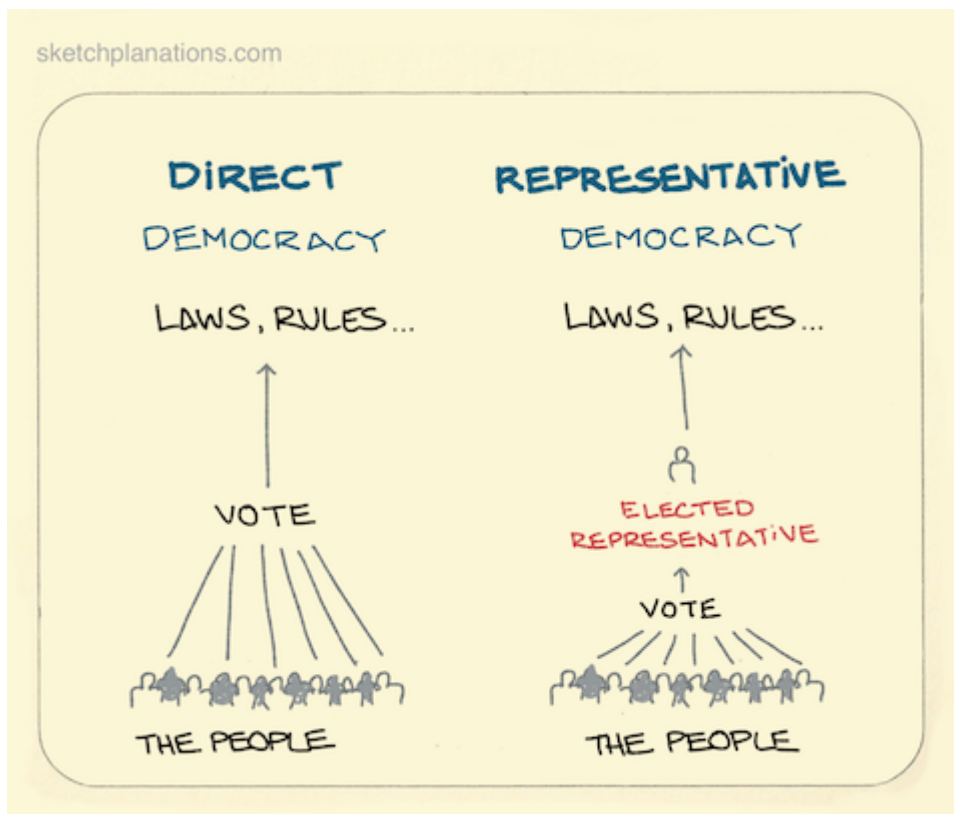 sketchplanations.com
DIRECT
DEMOCRACY
LAWS, RULES...
VOTE
THE PEOPLE
REPRESENTATIVE
DEMOCRACY
LAWS, RULES...
ELECTED
REPRESENTATIVE
VOTE
THE PEOPLE